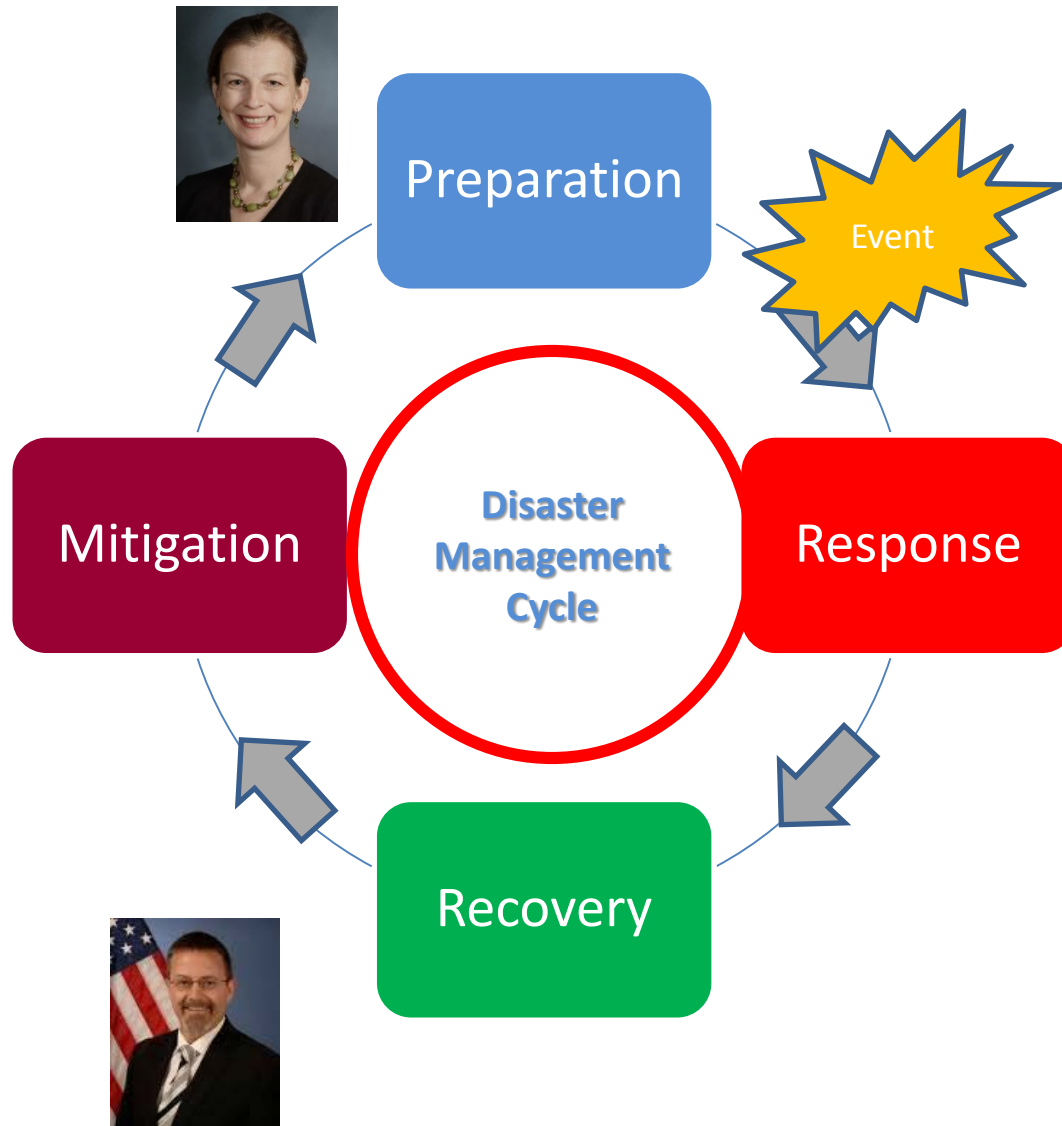 Preparation
Event
Mitigation
Disaster
Management
Cycle
Response
Recovery